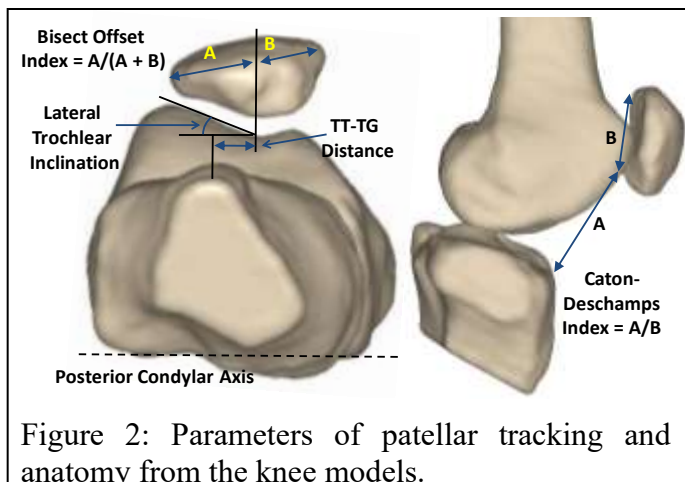 Bisect Offset
Index = A/(A + B)
A
B
Lateral
Trochlear
Inclination
TT-TG
Distance
Posterior Condylar Axis
B
A
Caton-
Deschamps
Index = A/B
Figure 2: Parameters of patellar tracking and
anatomy from the knee models.